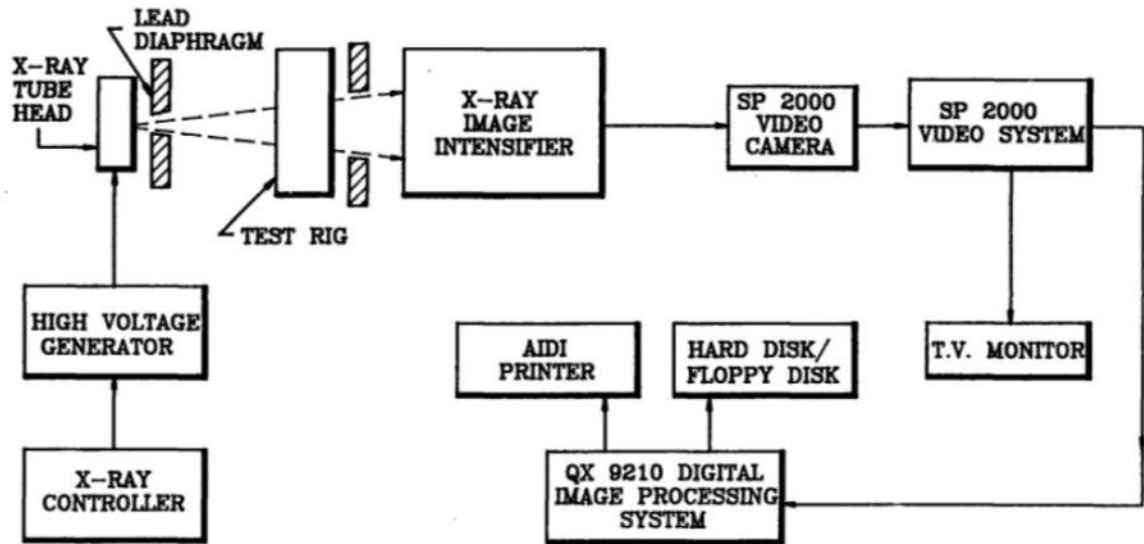 LEAD
DIAPHRAGM
X-RAY
TUBE
HEAD
X-RAY
IMAGE
INTENSIFIER
SP 2000
VIDEO
CAMERA
SP 2000
VIDEO SYSTEM
TEST RIG
HIGH VOLTAGE
GENERATOR
AIDI
PRINTER
HARD DISK/
FLOPPY DISK
T.V. MONITOR
X-RAY
CONTROLLER
QX 9210 DIGITAL
IMAGE PROCESSING
SYSTEM